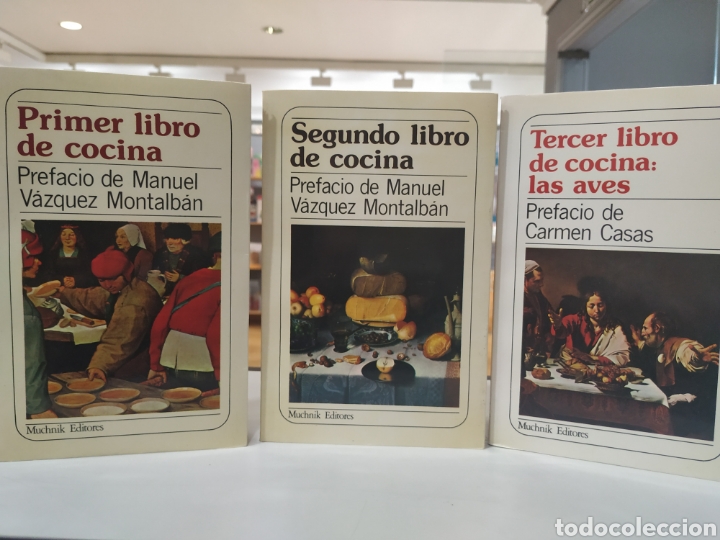 Primer libro
de cocina
Prefacio de Manuel
Vázquez Montalbán
Muchnik Editores
Segundo libro
de cocina
Prefacio de Manuel
Vázquez Montalbán
Muchnik Editores
Tercer libro
de cocina:
las aves
Prefacio de
Carmen Casas
Muchnik Editores
todocoleccion